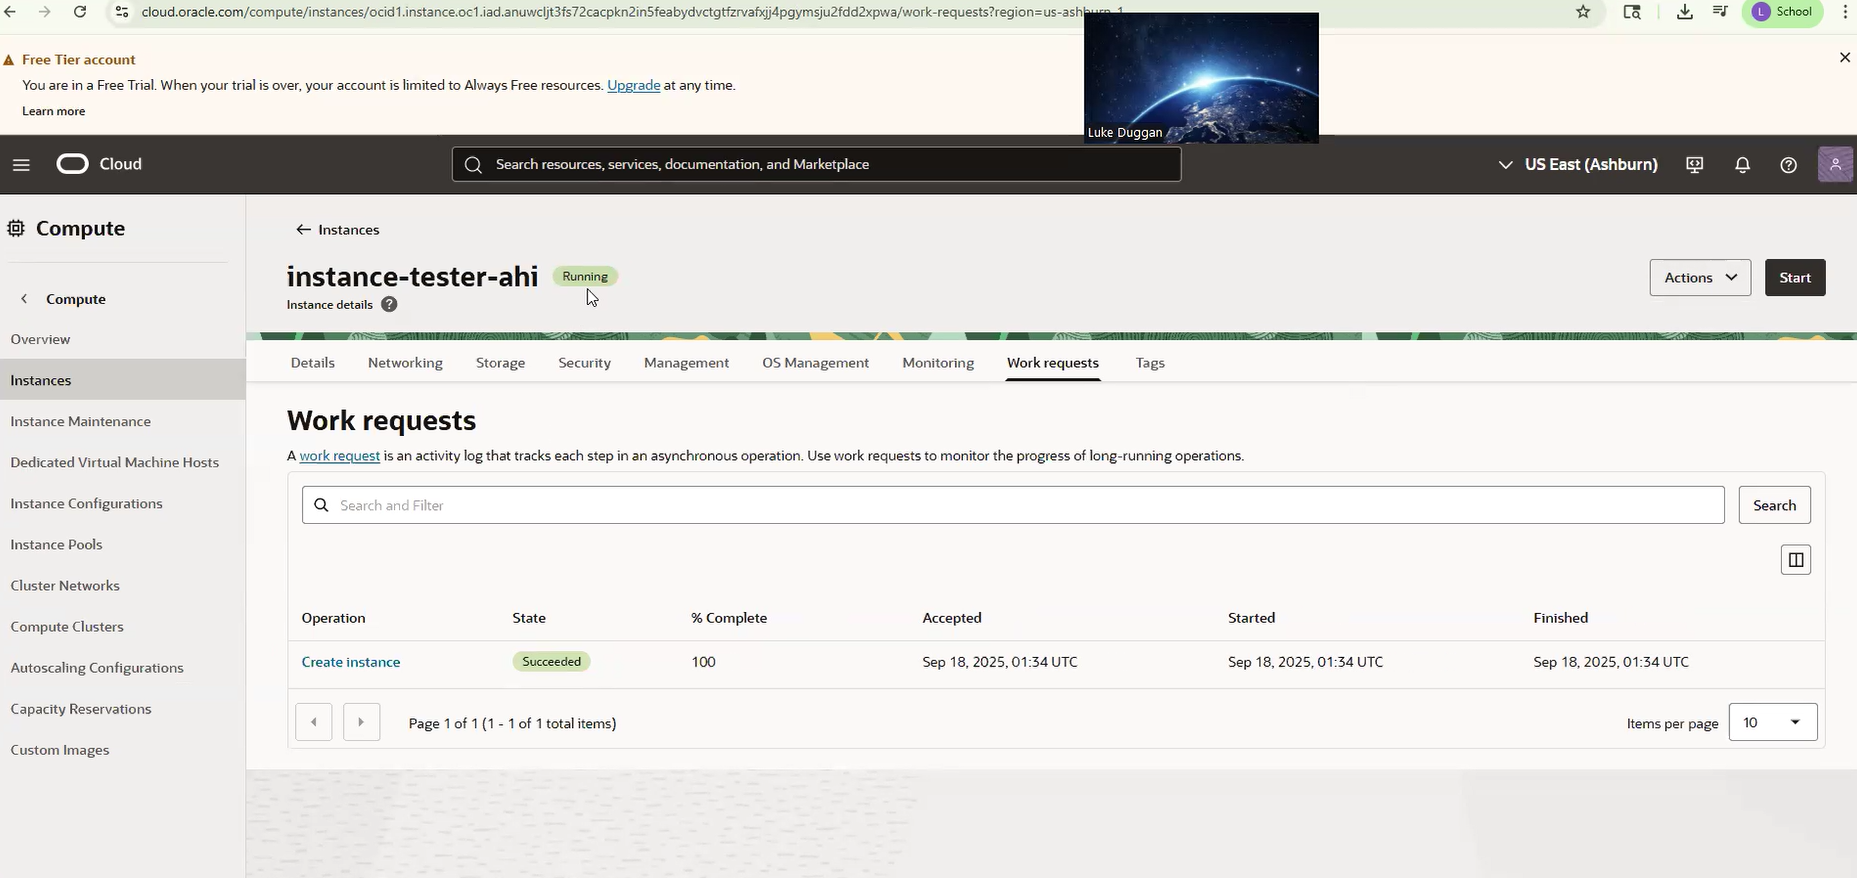 cloud.oracle.com/compute/instances/ocid1.instance.oc1.iad.anuwcljt3fs72cacpkn2in5feabydvctgtfzrvafxjj4pgymsju2fdd2xpwa/work-requests?region=us-ashburn-1
School
Free Tier account
You are in a Free Trial. When your trial is over, your account is limited to Always Free resources. Upgrade at any time.
Learn more
Luke Duggan
Cloud
Search resources, services, documentation, and Marketplace
US East (Ashburn)
Compute
Instances
instance-tester-ahi Running
Actions
Start
Instance details
Compute
Overview
Instances
Instance Maintenance
Dedicated Virtual Machine Hosts
Instance Configurations
Instance Pools
Cluster Networks
Compute Clusters
Autoscaling Configurations
Capacity Reservations
Custom Images
Details Networking Storage Security Management OS Management Monitoring Work requests Tags
Work requests
A work request is an activity log that tracks each step in an asynchronous operation. Use work requests to monitor the progress of long-running operations.
Search and Filter
Search
Operation State % Complete Accepted Started Finished
Create instance Succeeded 100 Sep 18, 2025, 01:34 UTC Sep 18, 2025, 01:34 UTC Sep 18, 2025, 01:34 UTC
Page 1 of 1 (1 - 1 of 1 total items)
Items per page 10